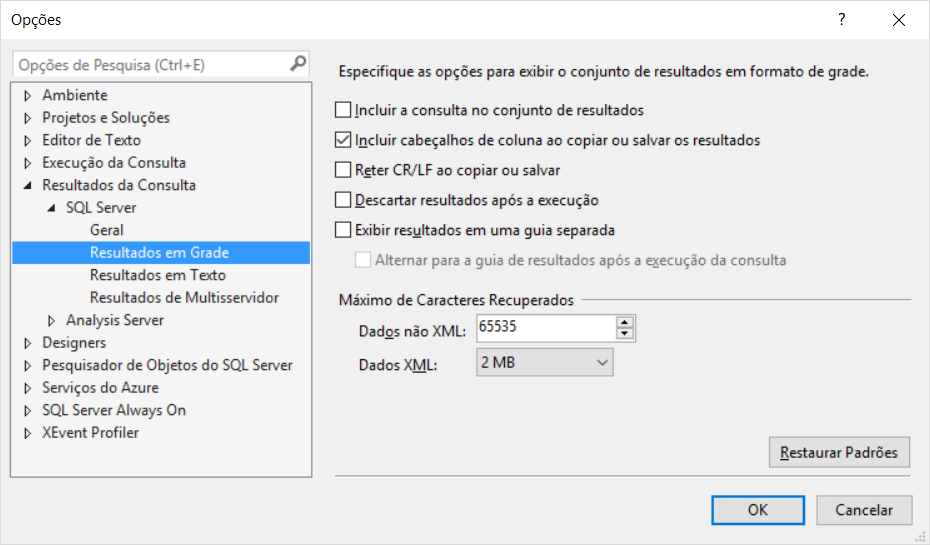 Opções
?
Opções de Pesquisa (Ctrl+E)
Ambiente
Projetos e Soluções
Editor de Texto
Execução da Consulta
Resultados da Consulta
SQL Server
Geral
Resultados em Grade
Resultados em Texto
Resultados de Multisservidor
Analysis Server
Designers
Pesquisador de Objetos do SQL Server
Serviços do Azure
SQL Server Always On
XEvent Profiler
Especifique as opções para exibir o conjunto de resultados em formato de grade.
Incluir a consulta no conjunto de resultados
Incluir cabeçalhos de coluna ao copiar ou salvar os resultados
Reter CR/LF ao copiar ou salvar
Descartar resultados após a execução
Exibir resultados em uma guia separada
Alternar para a guia de resultados após a execução da consulta
Máximo de Caracteres Recuperados
Dados não XML: 65535
Dados XML: 2 MB
Restaurar Padrões
OK Cancelar